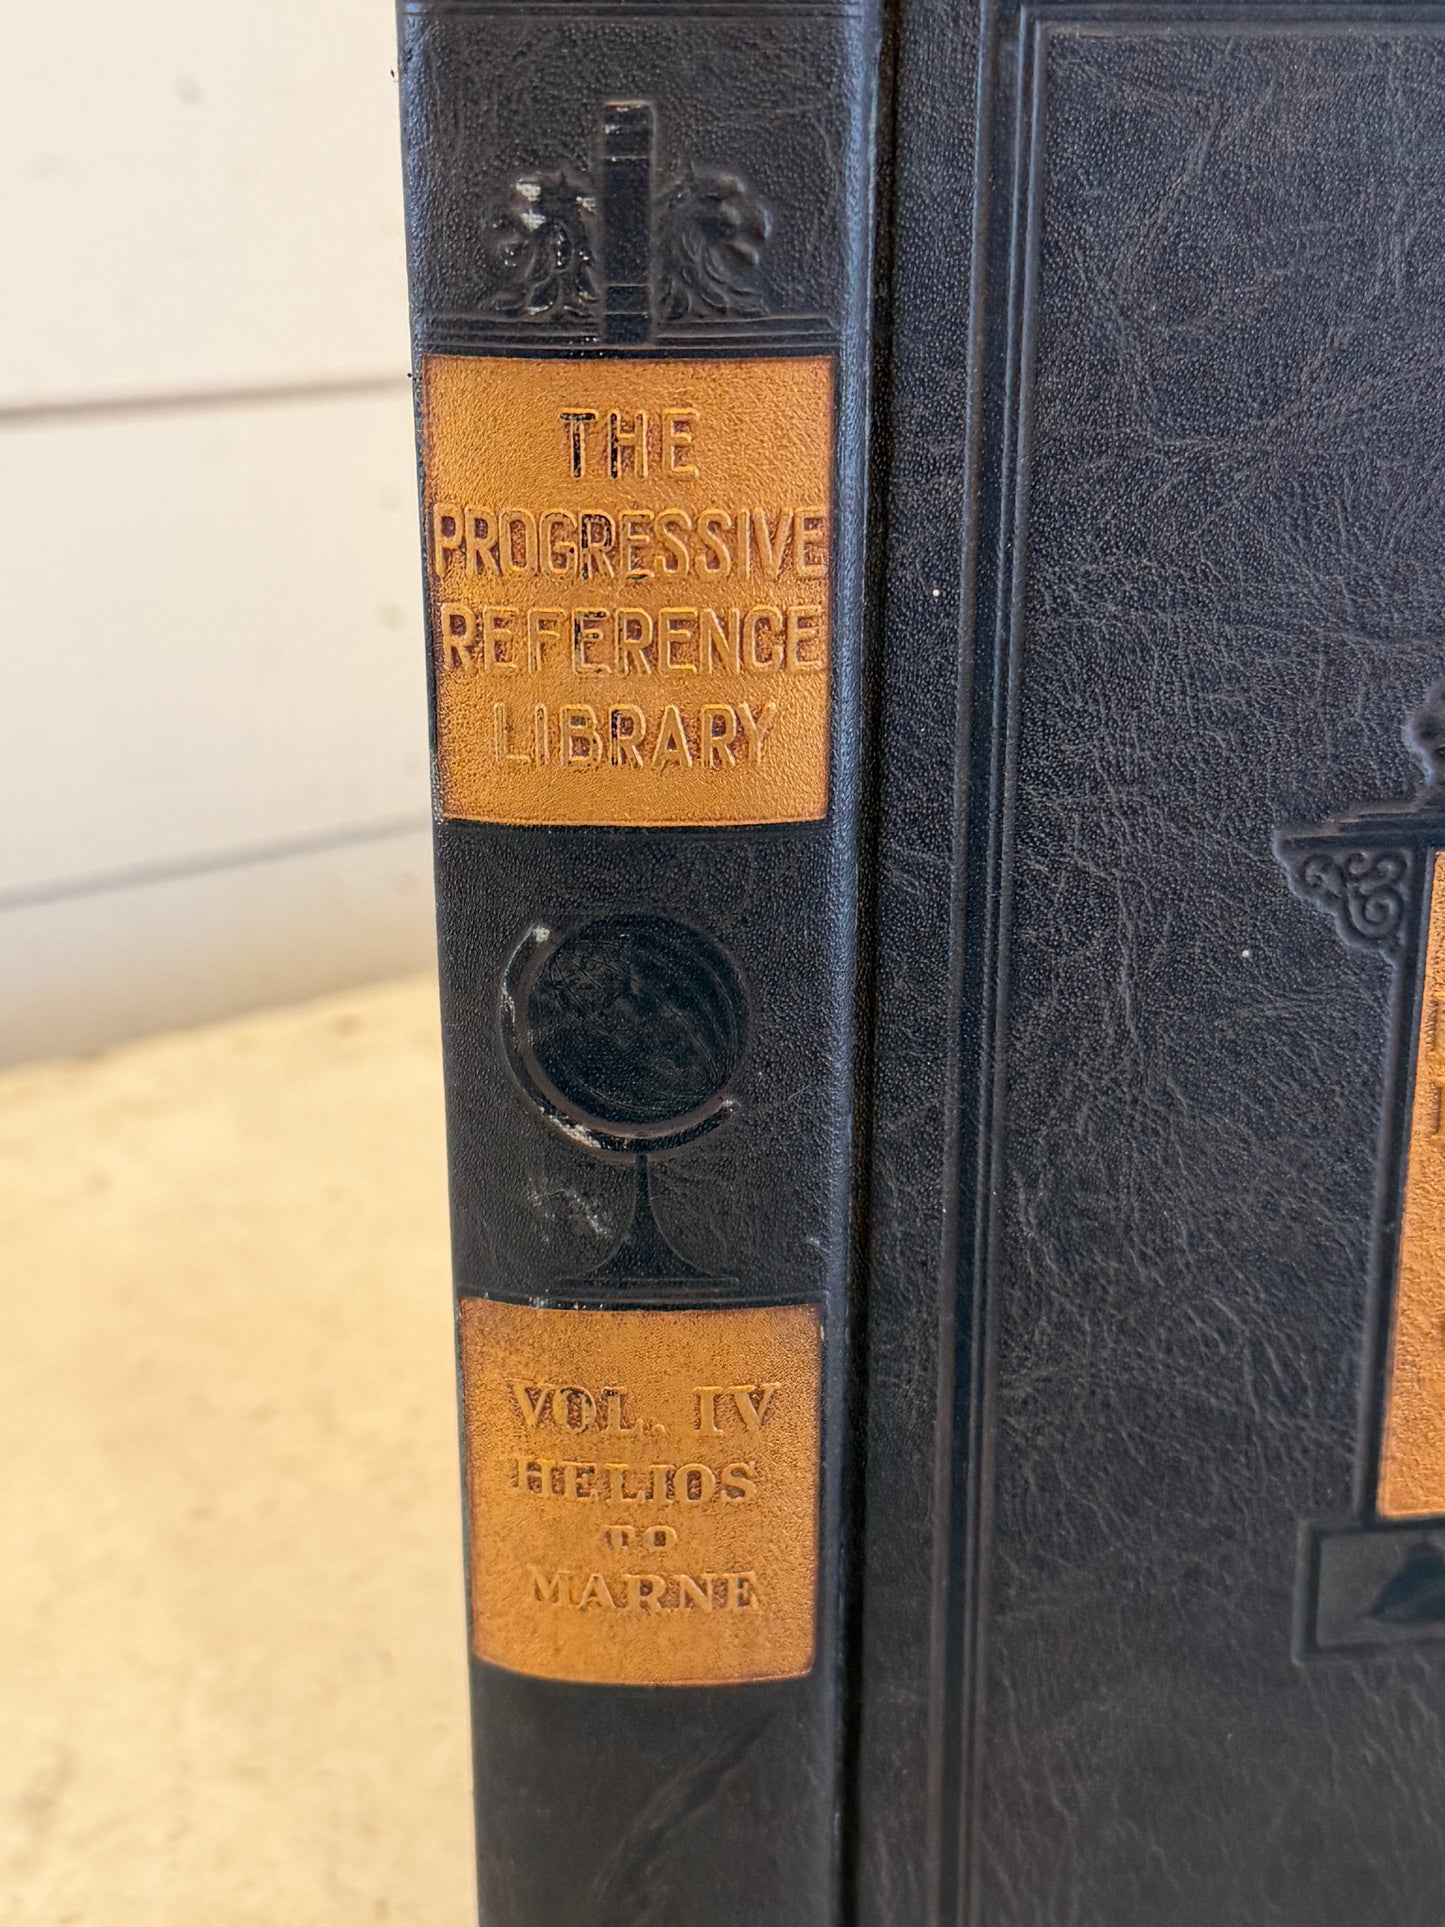 THE
PROGRESSIVE
REFERENCE
LIBRARY
VOL. IV
HELIOS
TO
MARNE